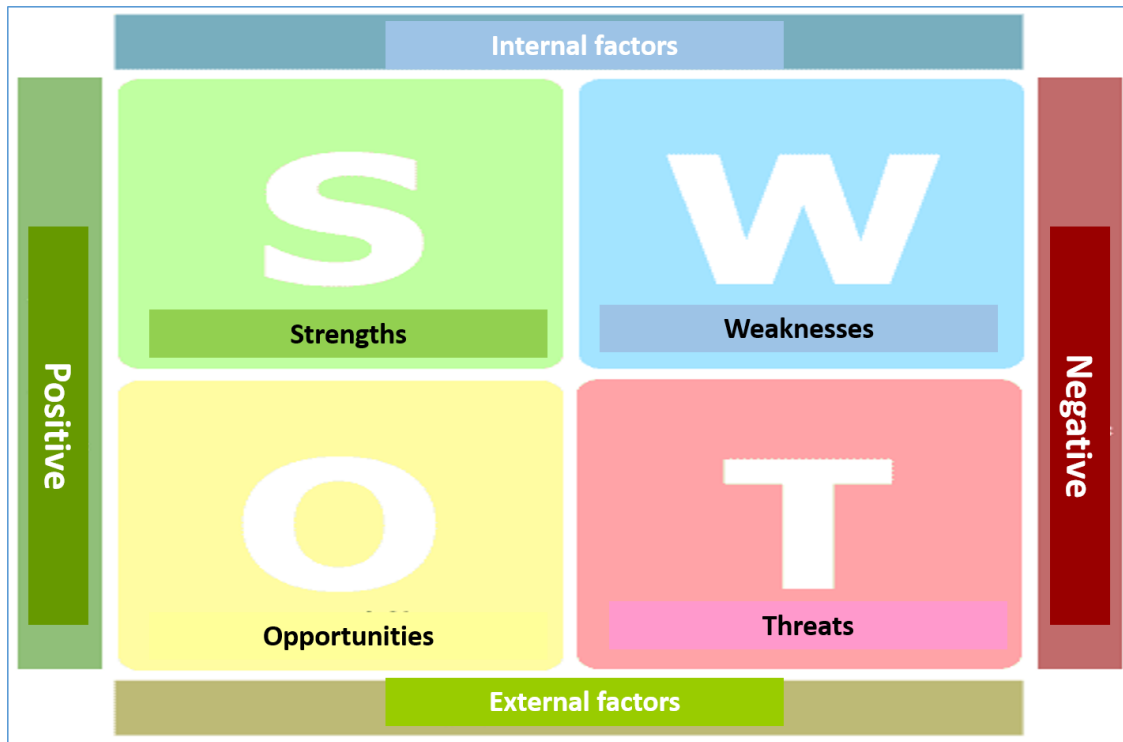 Internal factors
Positive
S
Strengths
W
Weaknesses
Negative
O
Opportunities
T
Threats
External factors